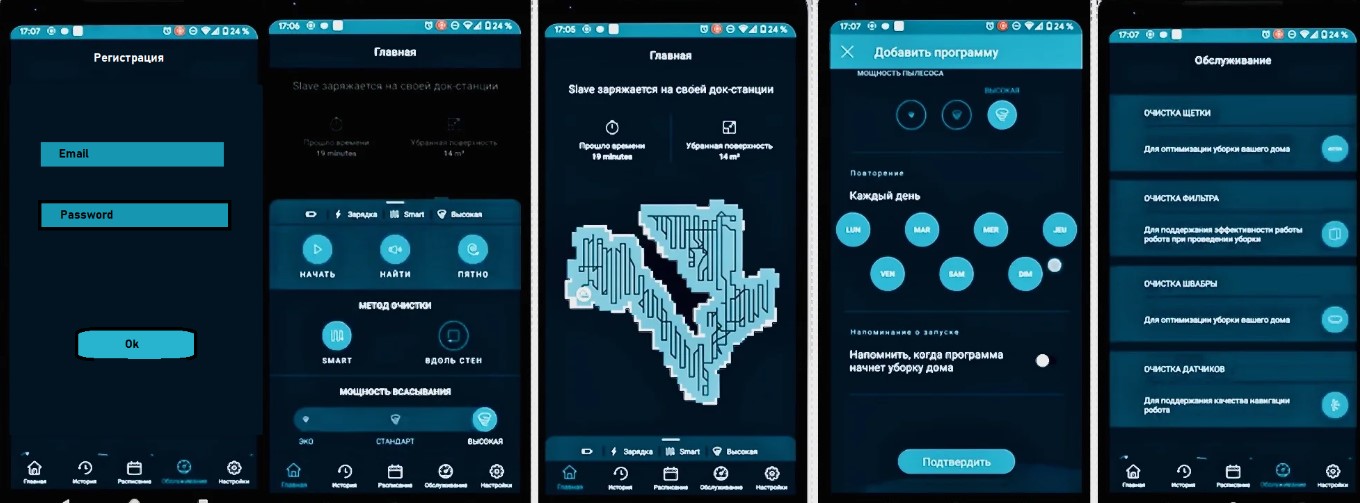 17:07
24 %
Регистрация
Email
Password
Ok
Главная
История
Расписание
Обслуживание
Настройки
17:06
24 %
Главная
Slave заряжается на своей док-станции
Прошло времени
19 minutes
Убранная поверхность
14 m²
Зарядка
Smart
Высокая
НАЧАТЬ
НАЙТИ
ПЯТНО
МЕТОД ОЧИСТКИ
SMART
ВДОЛЬ СТЕН
МОЩНОСТЬ ВСАСЫВАНИЯ
ЭКО
СТАНДАРТ
ВЫСОКАЯ
Главная
История
Расписание
Обслуживание
Настройки
17:05
24 %
Главная
Slave заряжается на своей док-станции
Прошло времени
19 minutes
Убранная поверхность
14 m²
Зарядка
Smart
Высокая
Главная
История
Расписание
Обслуживание
Настройки
17:07
24 %
Добавить программу
МОЩНОСТЬ ПЫЛЕСОСА
ВЫСОКАЯ
Повторение
Каждый день
LUN
MAR
MER
JEU
VEN
SAM
DIM
Напоминание о запуске
Напомнить, когда программа
начнет уборку дома
Подтвердить
17:07
24 %
Обслуживание
ОЧИСТКА ЩЕТКИ
Для оптимизации уборки вашего дома
ОЧИСТКА ФИЛЬТРА
Для поддержания эффективности работы
робота при проведении уборки
ОЧИСТКА ШВАБРЫ
Для оптимизации уборки вашего дома
ОЧИСТКА ДАТЧИКОВ
Для поддержания качества навигации
робота
Главная
История
Расписание
Обслуживание
Настройки